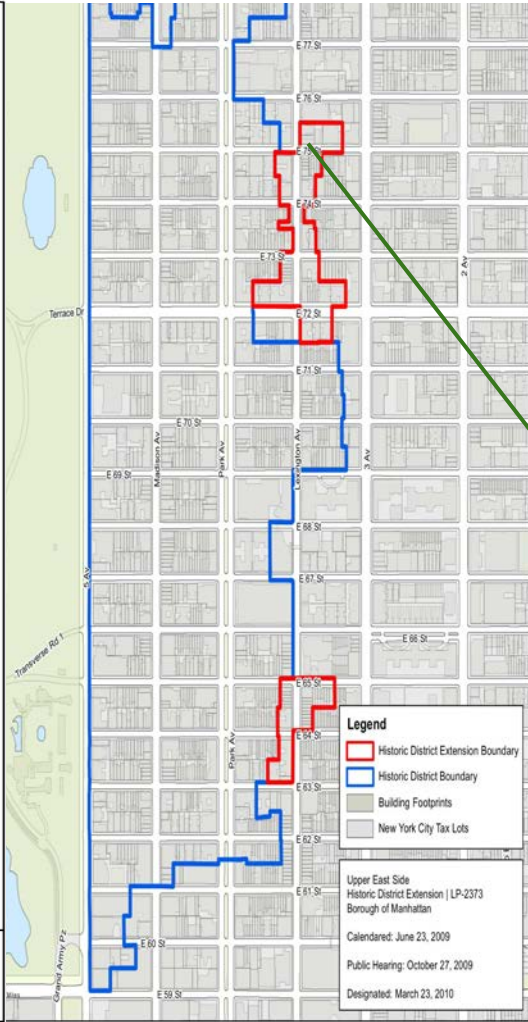 E 77 St
E 76 St
E 75 St
E 74 St
E 73 St
2 Av
Terrace Dr
E 72 St
E 71 St
E 70 St
Madison Av
Park Av
Lexington Av
3 Av
E 69 St
E 68 St
5 Av
E 67 St
E 66 St
Transverse Rd 1
E 65 St
E 64 St
Park Av
E 63 St
E 62 St
E 61 St
E 60 St
Grand Army Pz
E 59 St
Miles
Legend
Historic District Extension Boundary
Historic District Boundary
Building Footprints
New York City Tax Lots
Upper East Side
Historic District Extension | LP-2373
Borough of Manhattan
Calendared: June 23, 2009
Public Hearing: October 27, 2009
Designated: March 23, 2010